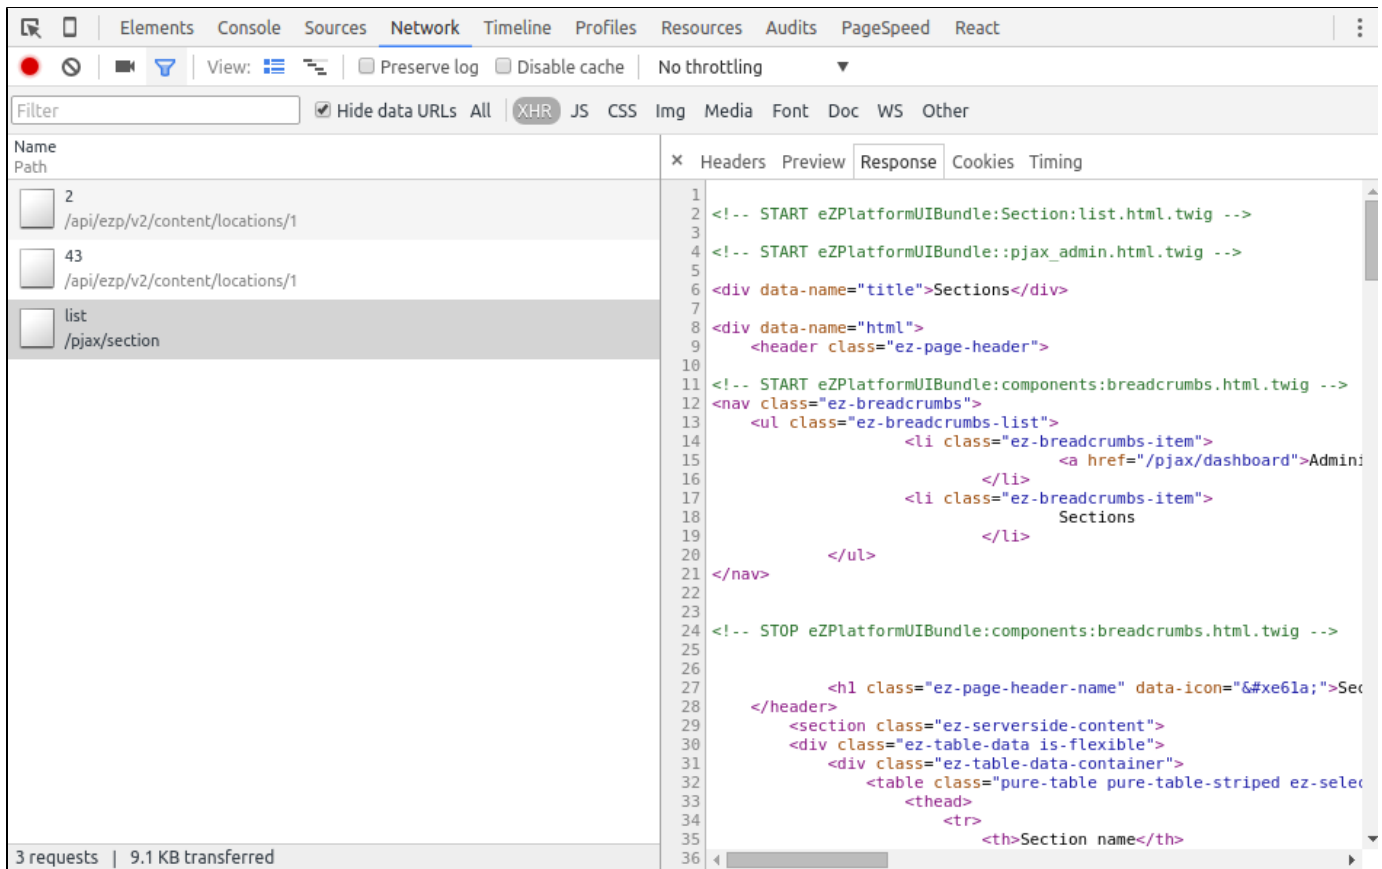 Elements Console Sources Network Timeline Profiles Resources Audits PageSpeed React
View: Preserve log Disable cache No throttling
Filter Hide data URLs All XHR JS CSS Img Media Font Doc WS Other
Name
Path
2
/api/ezp/v2/content/locations/1
43
/api/ezp/v2/content/locations/1
list
/pjax/section
3 requests | 9.1 KB transferred
× Headers Preview Response Cookies Timing
1
2 <!-- START eZPlatformUIBundle:Section:list.html.twig -->
3
4 <!-- START eZPlatformUIBundle::pjax_admin.html.twig -->
5
6 <div data-name="title">Sections</div>
7
8 <div data-name="html">
9 <header class="ez-page-header">
10
11 <!-- START eZPlatformUIBundle:components:breadcrumbs.html.twig -->
12 <nav class="ez-breadcrumbs">
13 <ul class="ez-breadcrumbs-list">
14 <li class="ez-breadcrumbs-item">
15 <a href="/pjax/dashboard">Admini
16 </li>
17 <li class="ez-breadcrumbs-item">
18 Sections
19 </li>
20 </ul>
21 </nav>
22
23
24 <!-- STOP eZPlatformUIBundle:components:breadcrumbs.html.twig -->
25
26
27 <h1 class="ez-page-header-name" data-icon="&#xe61a;">Sec
28 </header>
29 <section class="ez-serverside-content">
30 <div class="ez-table-data is-flexible">
31 <div class="ez-table-data-container">
32 <table class="pure-table pure-table-striped ez-selec
33 <thead>
34 <tr>
35 <th>Section name</th>
36